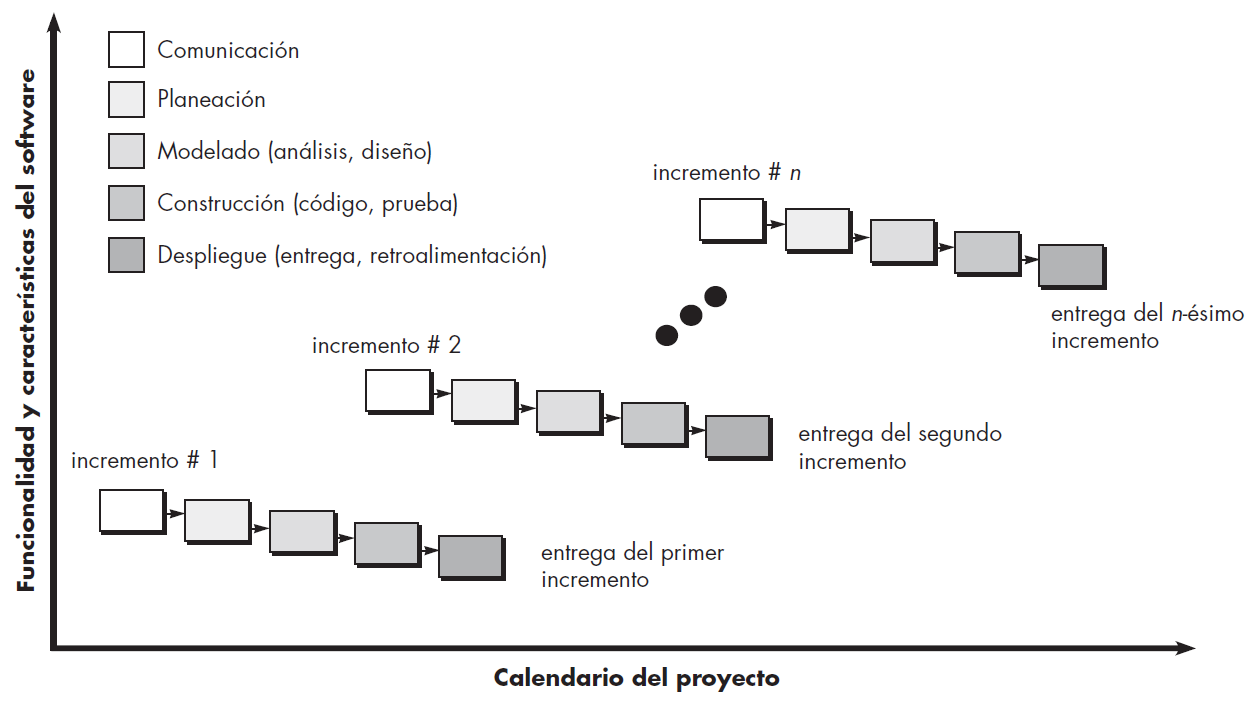 Funcionalidad y características del software
Comunicación
Planeación
Modelado (análisis, diseño)
Construcción (código, prueba)
Despliegue (entrega, retroalimentación)
incremento # n
entrega del n-ésimo
incremento
incremento # 2
entrega del segundo
incremento
incremento # 1
entrega del primer
incremento
Calendario del proyecto